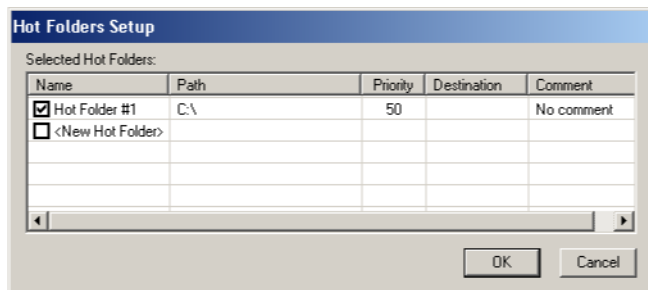 Hot Folders Setup
Selected Hot Folders:
Name Path Priority Destination Comment
Hot Folder #1 C:\ 50 No comment
<New Hot Folder>
OK Cancel